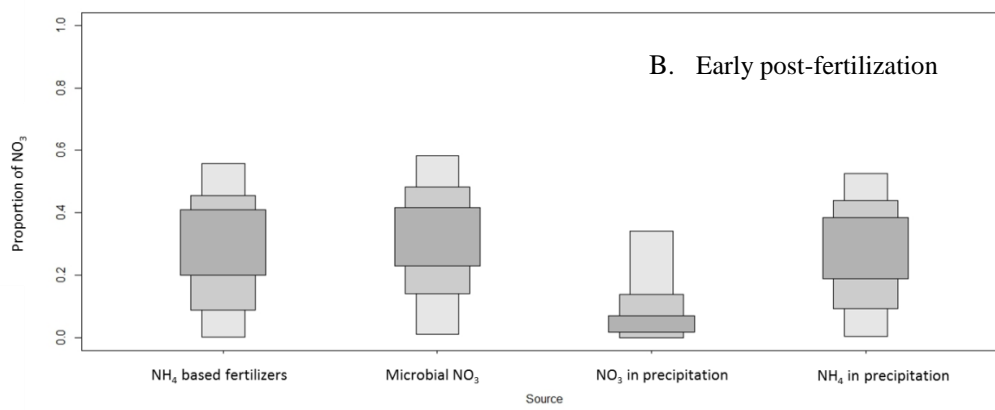 B. Early post-fertilization
Proportion of NO₃
1.0
0.8
0.6
0.4
0.2
0.0
NH₄ based fertilizers
Microbial NO₃
NO₃ in precipitation
NH₄ in precipitation
Source